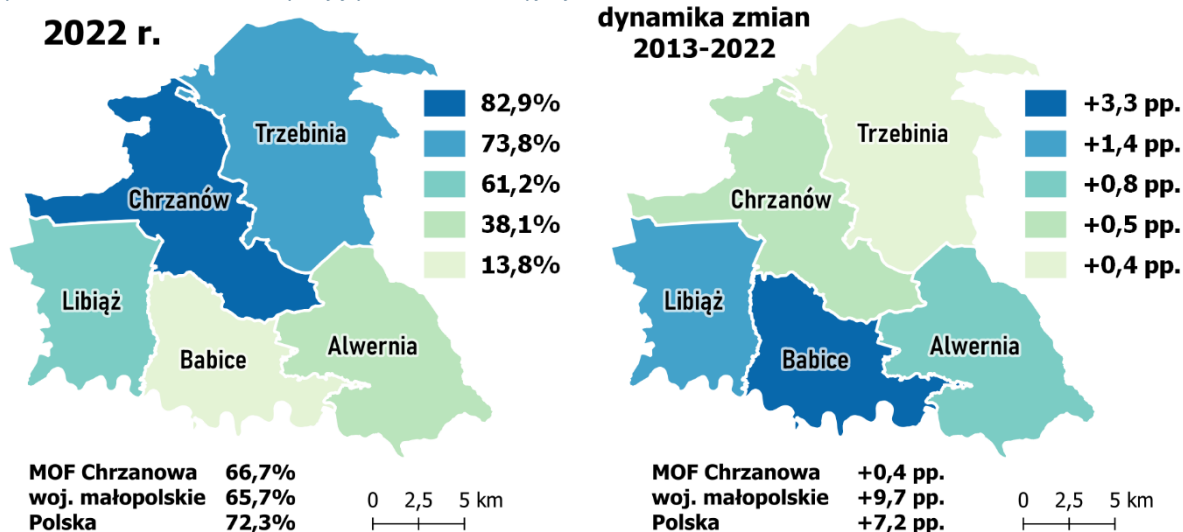 2022 r.
82,9%
73,8%
61,2%
38,1%
13,8%
Trzebinia
Chrzanów
Libiąż
Babice
Alwernia
MOF Chrzanowa 66,7%
woj. małopolskie 65,7%
Polska 72,3%
0 2,5 5 km
dynamika zmian
2013-2022
+3,3 pp.
+1,4 pp.
+0,8 pp.
+0,5 pp.
+0,4 pp.
Trzebinia
Chrzanów
Libiąż
Babice
Alwernia
MOF Chrzanowa +0,4 pp.
woj. małopolskie +9,7 pp.
Polska +7,2 pp.
0 2,5 5 km